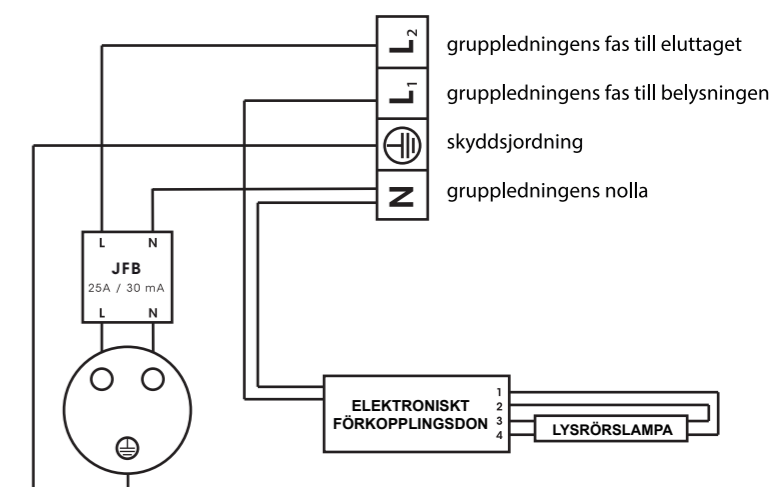 L2 gruppledningens fas till eluttaget
L1 gruppledningens fas till belysningen
skyddsjordning
N gruppledningens nolla
L N
JFB
25A / 30 mA
L N
ELEKTRONISKT
FÖRKOPPLINGSDON
1
2
3
4
LYSRÖRSLAMPA